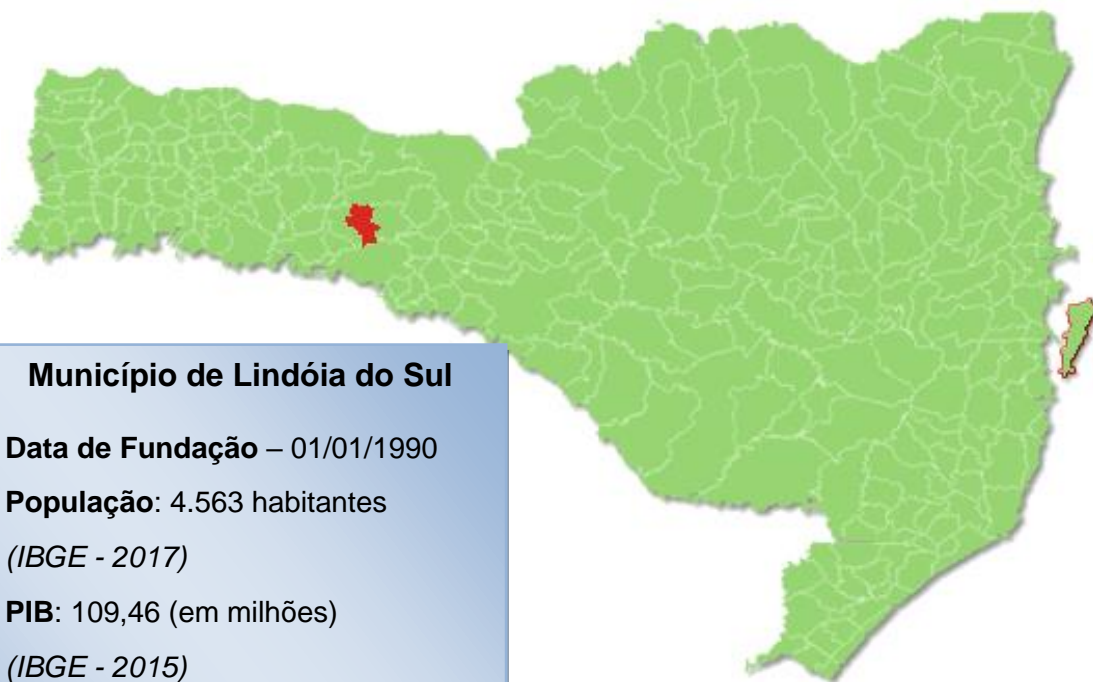 Município de Lindóia do Sul
Data de Fundação – 01/01/1990
População: 4.563 habitantes
(IBGE - 2017)
PIB: 109,46 (em milhões)
(IBGE - 2015)